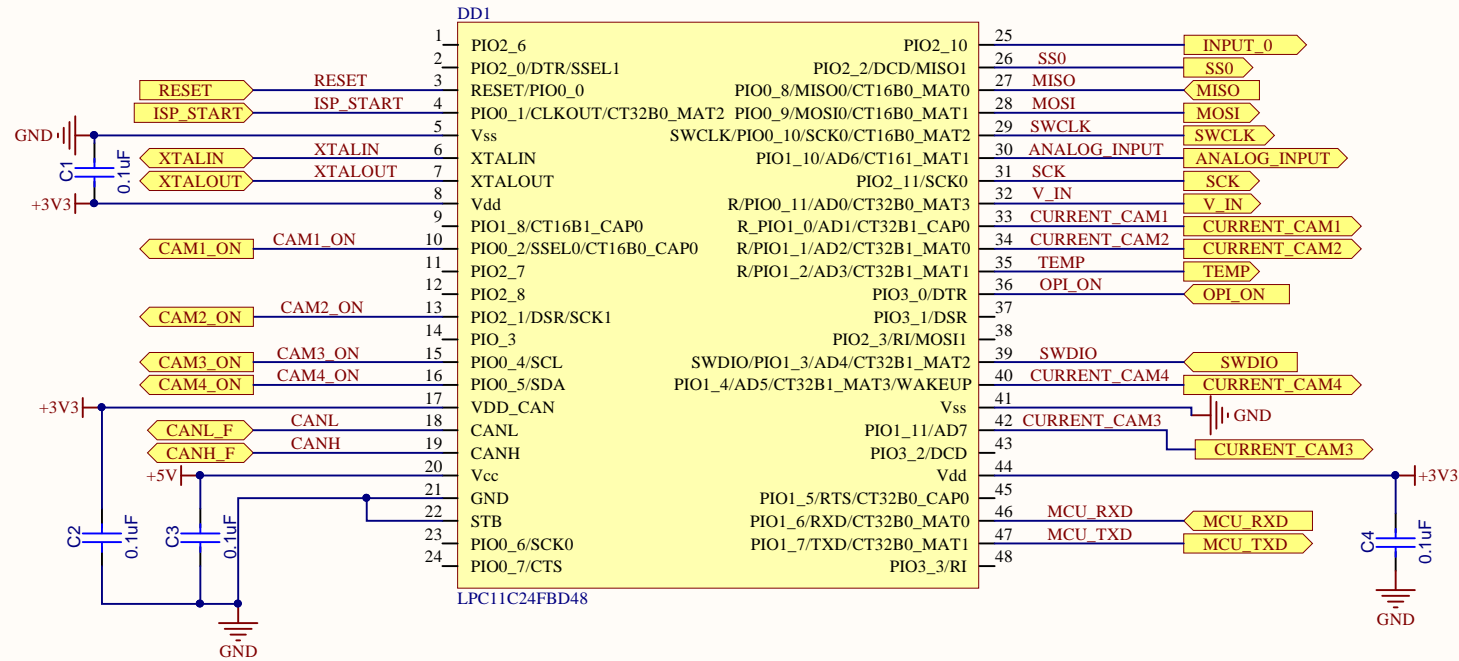 DD1
1 PIO2_6 PIO2_10 25 INPUT_0
2 PIO2_0/DTR/SSEL1 PIO2_2/DCD/MISO1 26 SS0 SS0
RESET RESET 3 RESET/PIO0_0 PIO0_8/MISO0/CT16B0_MAT0 27 MISO MISO
ISP_START ISP_START 4 PIO0_1/CLKOUT/CT32B0_MAT2 PIO0_9/MOSI0/CT16B0_MAT1 28 MOSI MOSI
GND 5 Vss SWCLK/PIO0_10/SCK0/CT16B0_MAT2 29 SWCLK SWCLK
XTALIN XTALIN 6 XTALIN PIO1_10/AD6/CT161_MAT1 30 ANALOG_INPUT ANALOG_INPUT
C1 0.1uF
XTALOUT XTALOUT 7 XTALOUT PIO2_11/SCK0 31 SCK SCK
+3V3 8 Vdd R/PIO0_11/AD0/CT32B0_MAT3 32 V_IN V_IN
9 PIO1_8/CT16B1_CAP0 R_PIO1_0/AD1/CT32B1_CAP0 33 CURRENT_CAM1 CURRENT_CAM1
CAM1_ON CAM1_ON 10 PIO0_2/SSEL0/CT16B0_CAP0 R/PIO1_1/AD2/CT32B1_MAT0 34 CURRENT_CAM2 CURRENT_CAM2
11 PIO2_7 R/PIO1_2/AD3/CT32B1_MAT1 35 TEMP TEMP
12 PIO2_8 PIO3_0/DTR 36 OPI_ON OPI_ON
CAM2_ON CAM2_ON 13 PIO2_1/DSR/SCK1 PIO3_1/DSR 37
14 PIO_3 PIO2_3/RI/MOSI1 38
CAM3_ON CAM3_ON 15 PIO0_4/SCL SWDIO/PIO1_3/AD4/CT32B1_MAT2 39 SWDIO SWDIO
CAM4_ON CAM4_ON 16 PIO0_5/SDA PIO1_4/AD5/CT32B1_MAT3/WAKEUP 40 CURRENT_CAM4 CURRENT_CAM4
+3V3 17 VDD_CAN Vss 41 GND
CANL_F CANL 18 CANL PIO1_11/AD7 42 CURRENT_CAM3 CURRENT_CAM3
CANH_F CANH 19 CANH PIO3_2/DCD 43
+5V 20 Vcc Vdd 44 +3V3
21 GND PIO1_5/RTS/CT32B0_CAP0 45
22 STB PIO1_6/RXD/CT32B0_MAT0 46 MCU_RXD MCU_RXD
C2 0.1uF C3 0.1uF 23 PIO0_6/SCK0 PIO1_7/TXD/CT32B0_MAT1 47 MCU_TXD MCU_TXD C4 0.1uF
24 PIO0_7/CTS PIO3_3/RI 48
LPC11C24FBD48
GND
GND